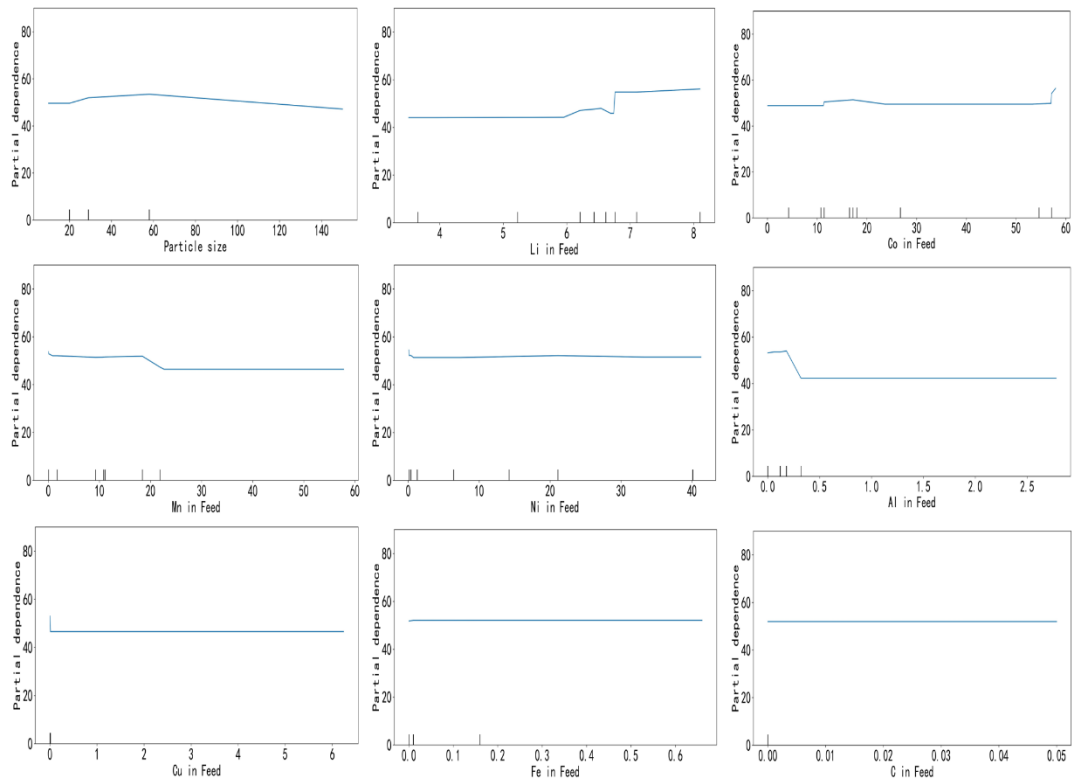 Partial dependence
80
60
40
20
0
20 40 60 80 100 120 140
Particle size
Partial dependence
80
60
40
20
0
4 5 6 7 8
Li in Feed
Partial dependence
80
60
40
20
0
0 10 20 30 40 50 60
Co in Feed
Partial dependence
80
60
40
20
0
0 10 20 30 40 50 60
Mn in Feed
Partial dependence
80
60
40
20
0
0 10 20 30 40
Ni in Feed
Partial dependence
80
60
40
20
0
0.0 0.5 1.0 1.5 2.0 2.5
Al in Feed
Partial dependence
80
60
40
20
0
0 1 2 3 4 5 6
Cu in Feed
Partial dependence
80
60
40
20
0
0.0 0.1 0.2 0.3 0.4 0.5 0.6
Fe in Feed
Partial dependence
80
60
40
20
0
0.00 0.01 0.02 0.03 0.04 0.05
C in Feed